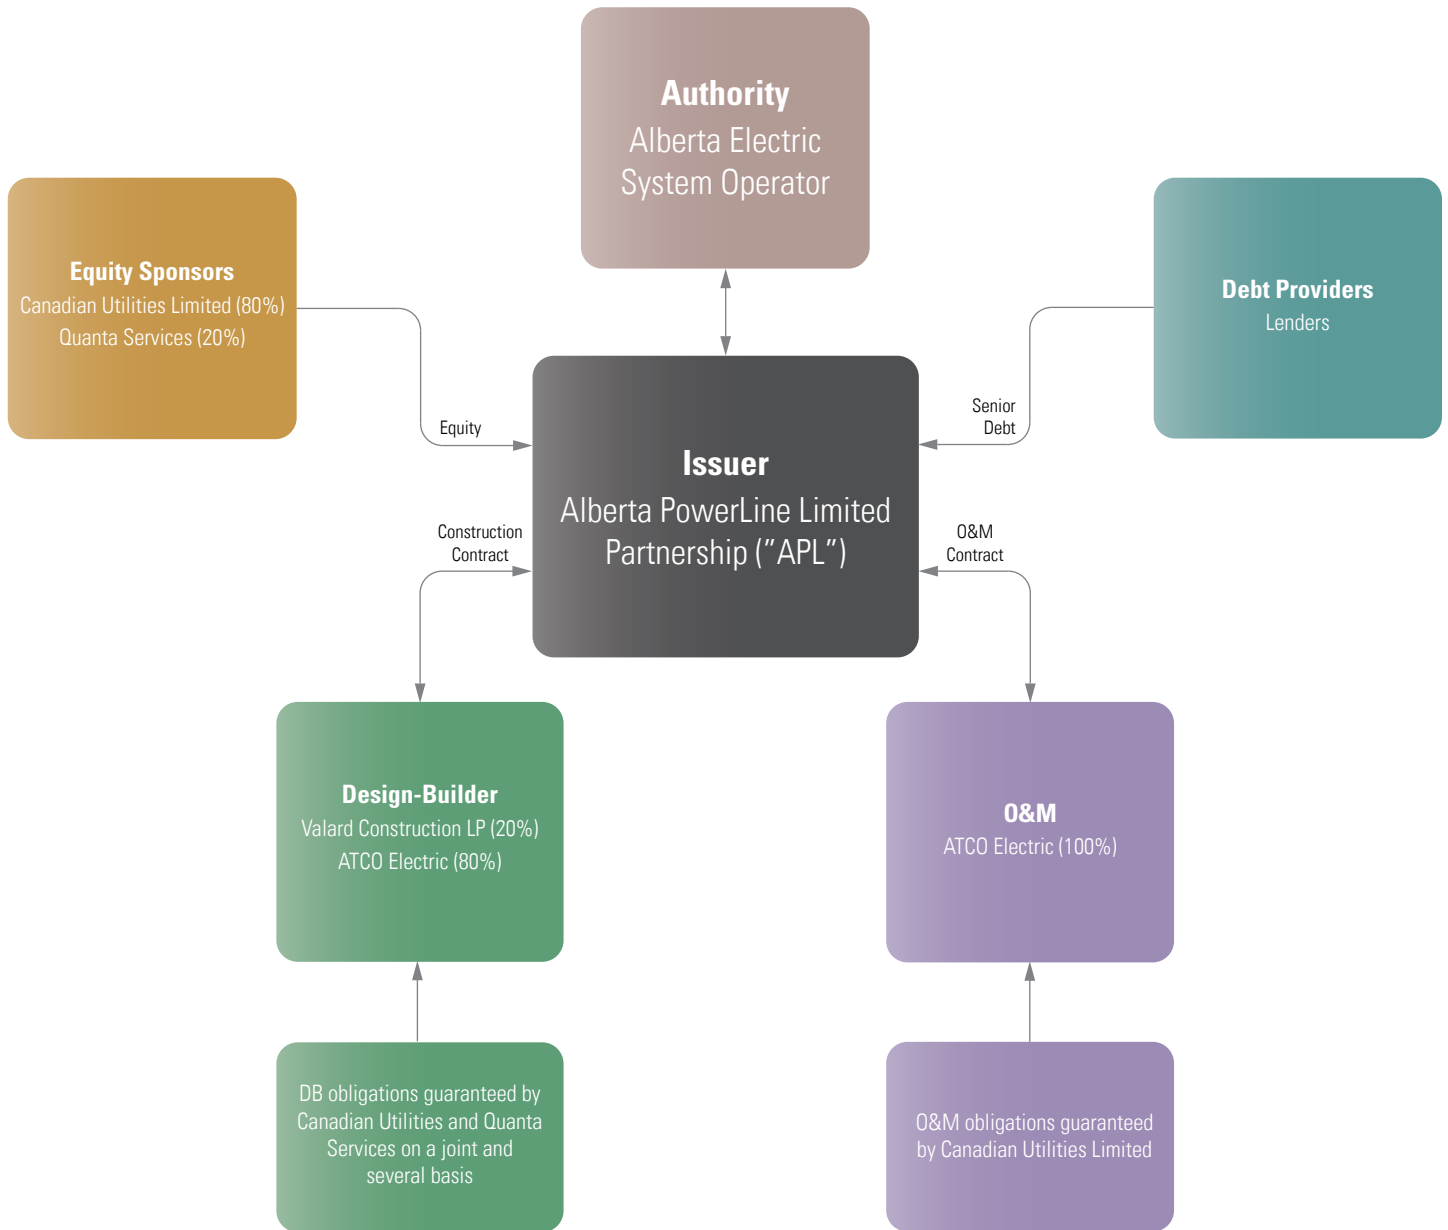 Authority
Alberta Electric
System Operator
Equity Sponsors
Canadian Utilities Limited (80%)
Quanta Services (20%)
Debt Providers
Lenders
Equity
Senior
Debt
Issuer
Alberta PowerLine Limited
Partnership (”APL”)
Construction
Contract
O&M
Contract
Design-Builder
Valard Construction LP (20%)
ATCO Electric (80%)
O&M
ATCO Electric (100%)
DB obligations guaranteed by
Canadian Utilities and Quanta
Services on a joint and
several basis
O&M obligations guaranteed
by Canadian Utilities Limited